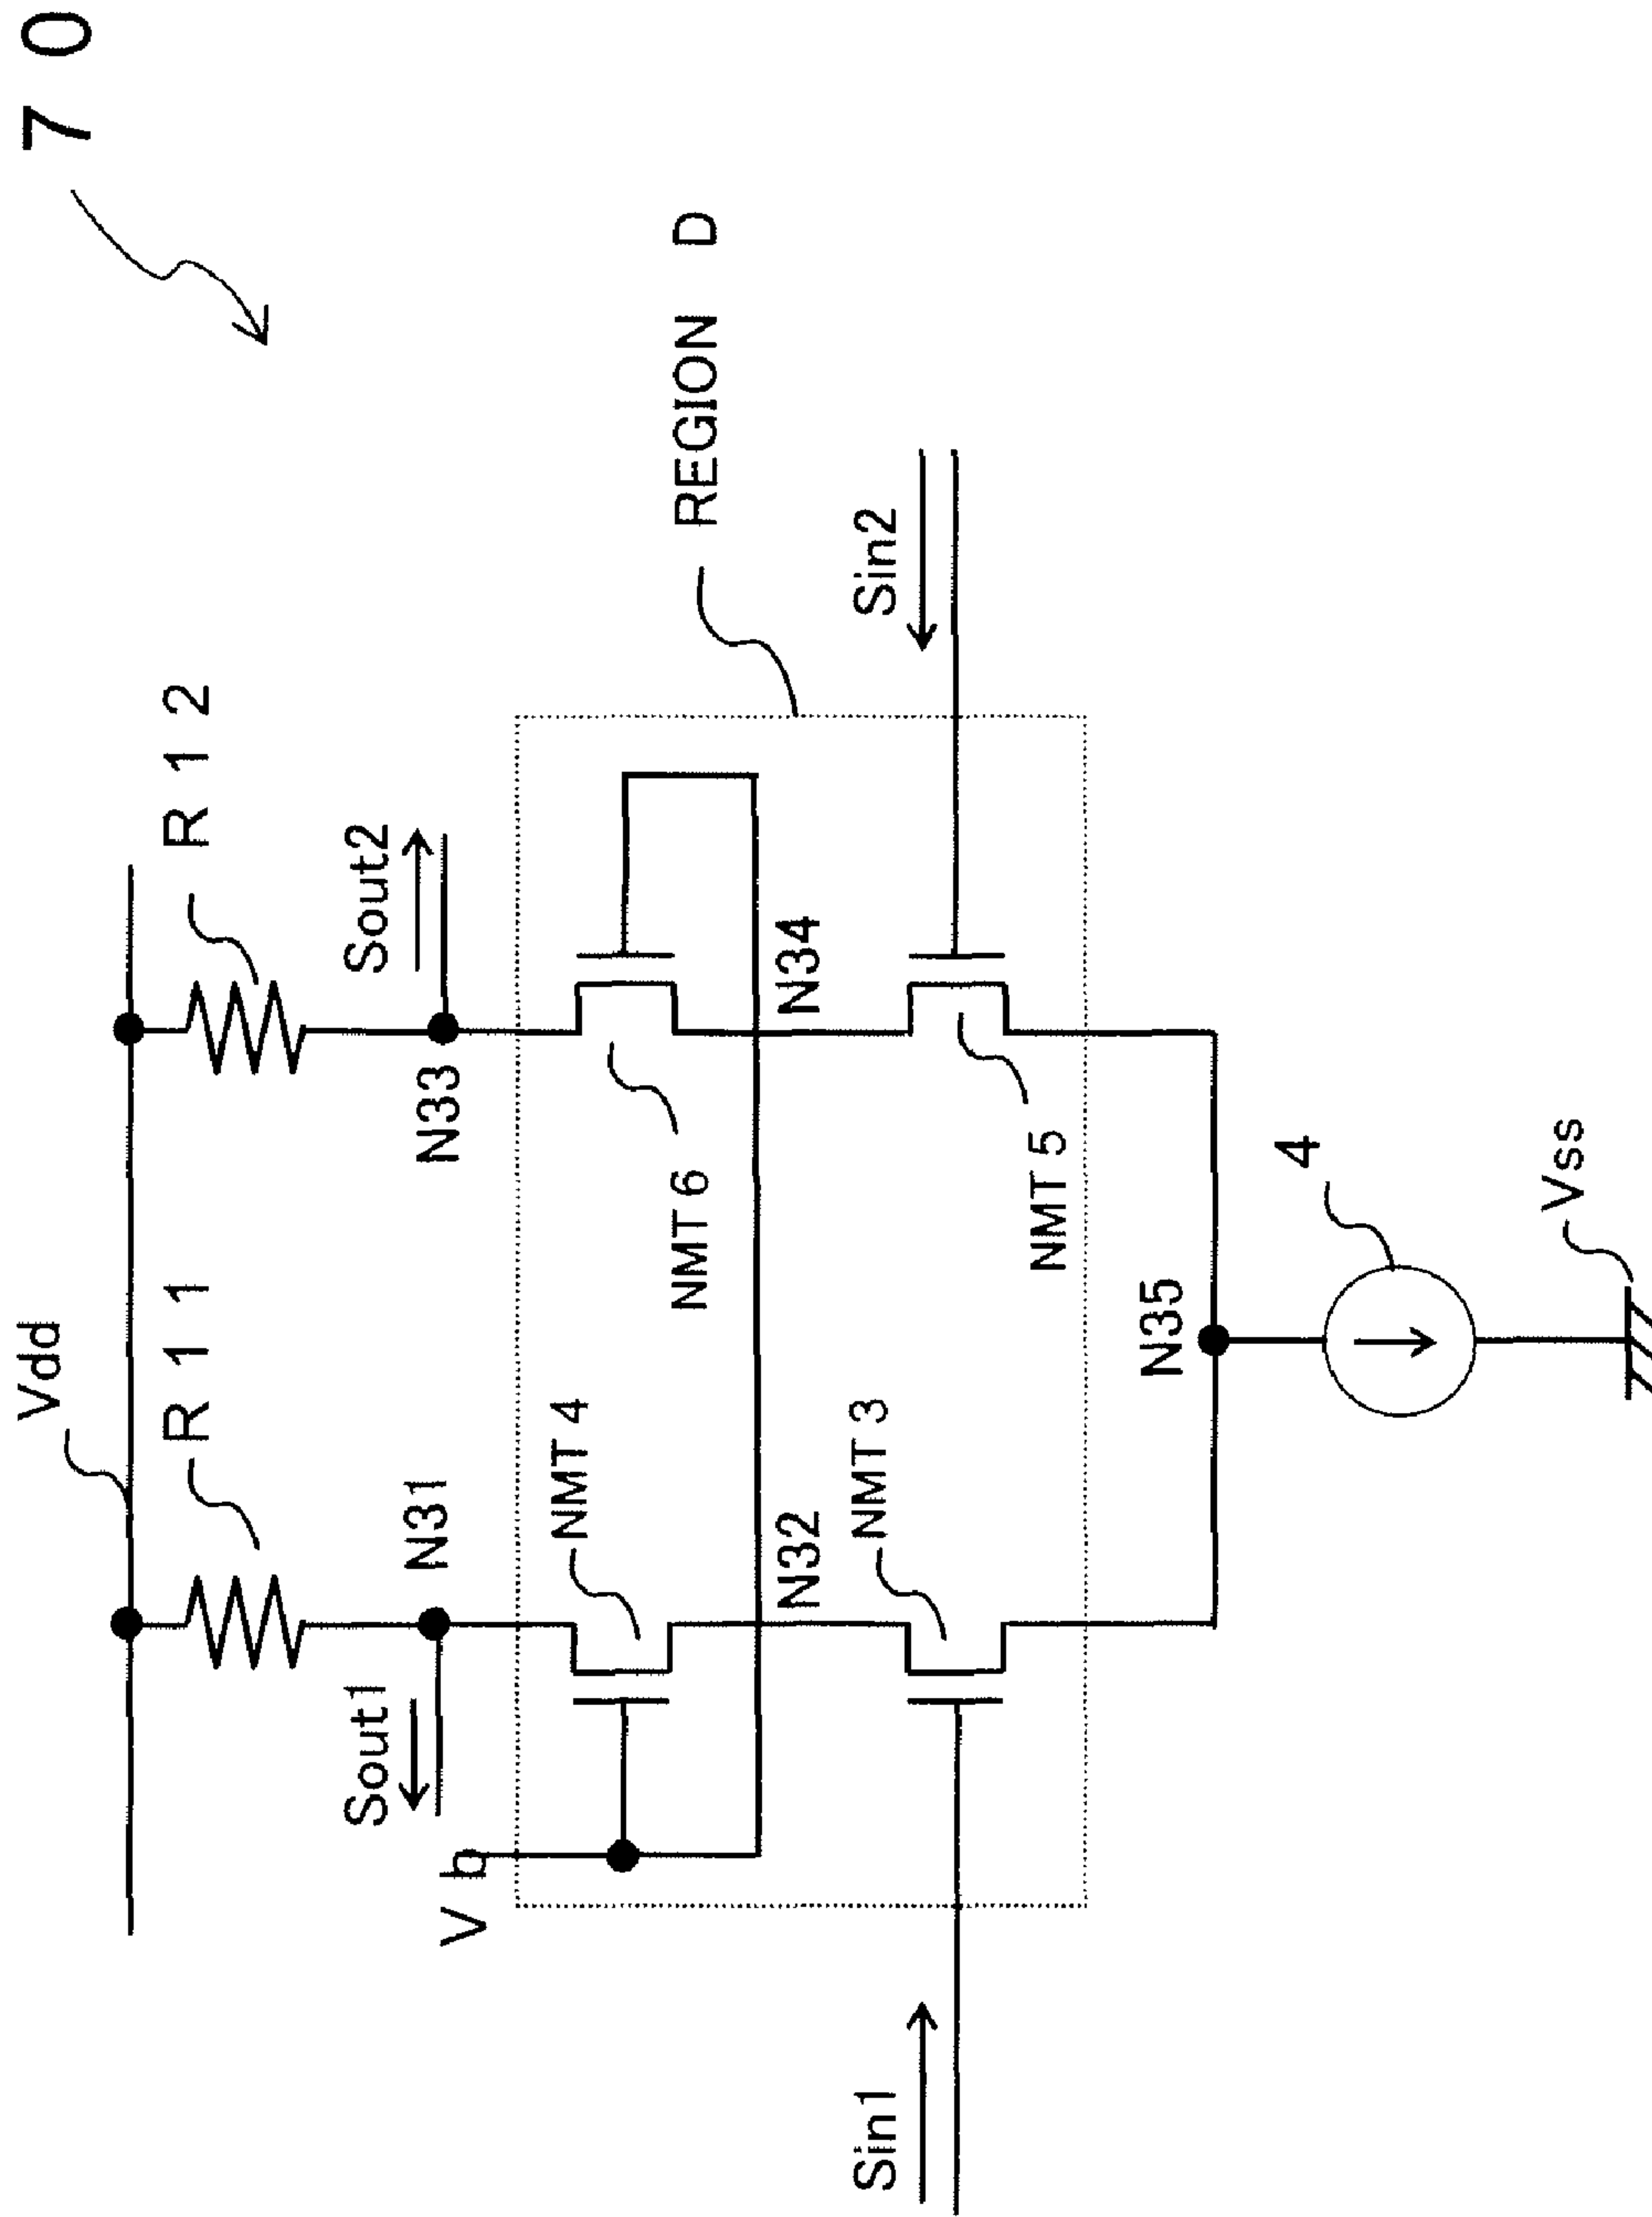 7 0
Vdd
R 1 1
R 1 2
Sout1
N31
N33
Sout2
V b
NMT 4
NMT 6
REGION D
N32
N34
Sin1
NMT 3
NMT 5
Sin2
N35
4
Vss